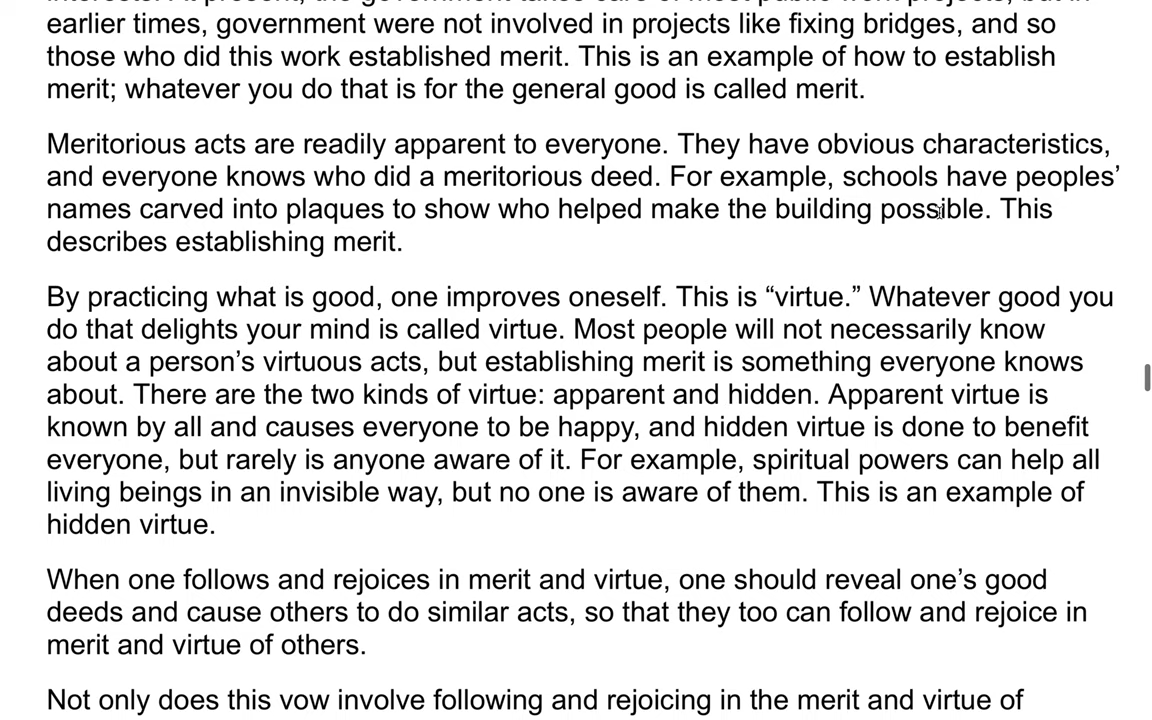 earlier times, government were not involved in projects like fixing bridges, and so
those who did this work established merit. This is an example of how to establish
merit; whatever you do that is for the general good is called merit.
Meritorious acts are readily apparent to everyone. They have obvious characteristics,
and everyone knows who did a meritorious deed. For example, schools have peoples’
names carved into plaques to show who helped make the building possible. This
describes establishing merit.
By practicing what is good, one improves oneself. This is “virtue.” Whatever good you
do that delights your mind is called virtue. Most people will not necessarily know
about a person’s virtuous acts, but establishing merit is something everyone knows
about. There are the two kinds of virtue: apparent and hidden. Apparent virtue is
known by all and causes everyone to be happy, and hidden virtue is done to benefit
everyone, but rarely is anyone aware of it. For example, spiritual powers can help all
living beings in an invisible way, but no one is aware of them. This is an example of
hidden virtue.
When one follows and rejoices in merit and virtue, one should reveal one’s good
deeds and cause others to do similar acts, so that they too can follow and rejoice in
merit and virtue of others.
Not only does this vow involve following and rejoicing in the merit and virtue of